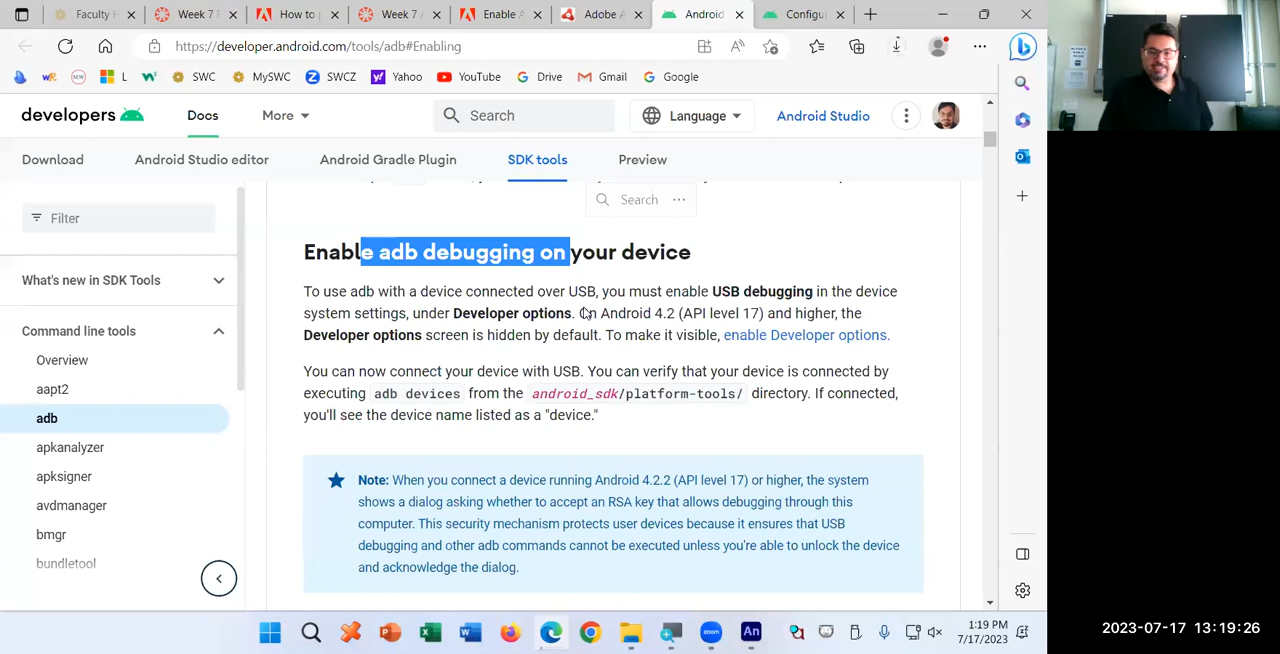 Faculty H
Week 7 F
How to
Week 7 A
Enable A
Adobe A
Android
Configu
https://developer.android.com/tools/adb#Enabling
L
SWC
MySWC
SWCZ
Yahoo
YouTube
Drive
Gmail
Google
developers
Docs
More
Search
Language
Android Studio
Download
Android Studio editor
Android Gradle Plugin
SDK tools
Preview
Search
Filter
What's new in SDK Tools
Command line tools
Overview
aapt2
adb
apkanalyzer
apksigner
avdmanager
bmgr
bundletool
Enable adb debugging on your device
To use adb with a device connected over USB, you must enable USB debugging in the device
system settings, under Developer options. On Android 4.2 (API level 17) and higher, the
Developer options screen is hidden by default. To make it visible, enable Developer options.
You can now connect your device with USB. You can verify that your device is connected by
executing adb devices from the android_sdk/platform-tools/ directory. If connected,
you'll see the device name listed as a "device."
Note: When you connect a device running Android 4.2.2 (API level 17) or higher, the system
shows a dialog asking whether to accept an RSA key that allows debugging through this
computer. This security mechanism protects user devices because it ensures that USB
debugging and other adb commands cannot be executed unless you're able to unlock the device
and acknowledge the dialog.
zoom
An
1:19 PM
7/17/2023
2023-07-17 13:19:26